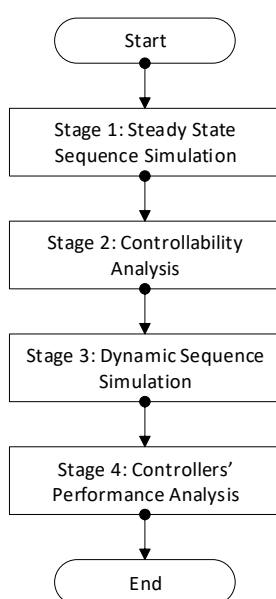 Start
Stage 1: Steady State
Sequence Simulation
Stage 2: Controllability
Analysis
Stage 3: Dynamic Sequence
Simulation
Stage 4: Controllers’
Performance Analysis
End